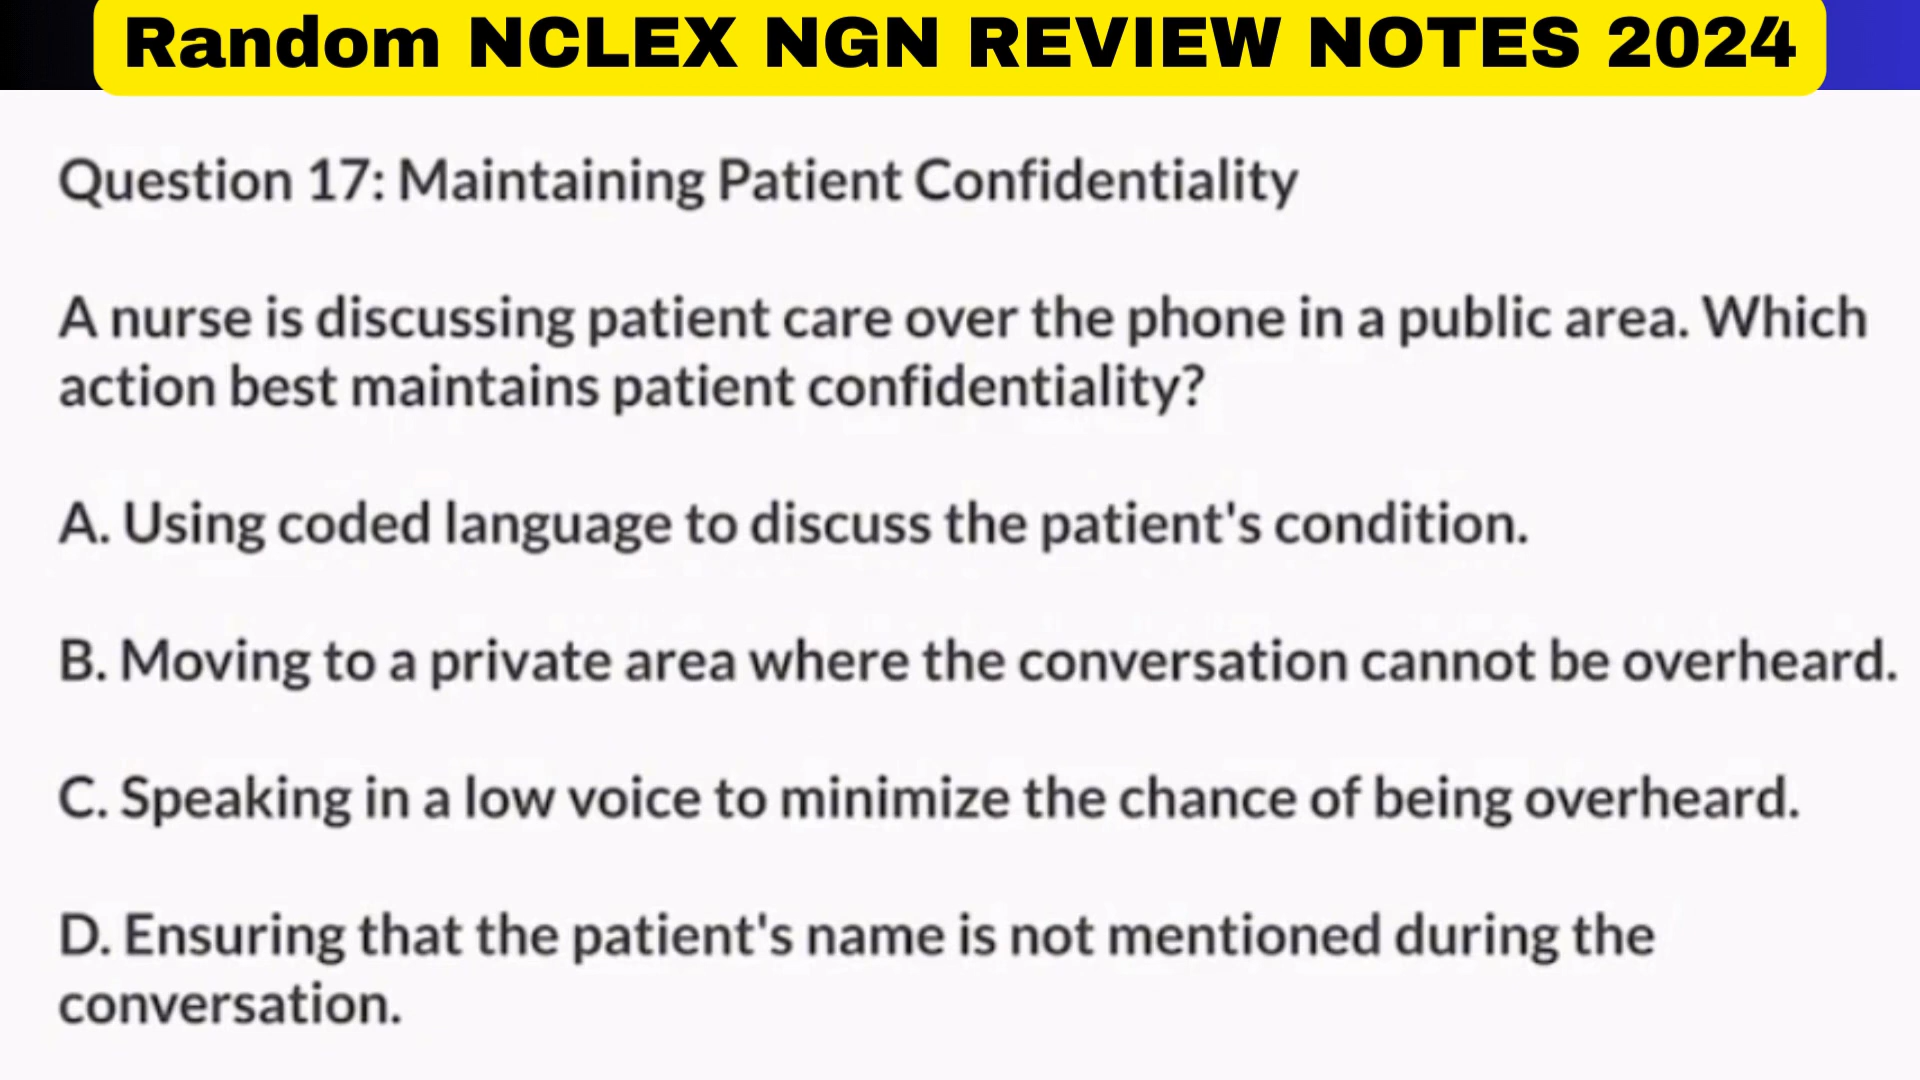 Random NCLEX NGN REVIEW NOTES 2024
Question 17: Maintaining Patient Confidentiality
A nurse is discussing patient care over the phone in a public area. Which
action best maintains patient confidentiality?
A. Using coded language to discuss the patient's condition.
B. Moving to a private area where the conversation cannot be overheard.
C. Speaking in a low voice to minimize the chance of being overheard.
D. Ensuring that the patient's name is not mentioned during the
conversation.